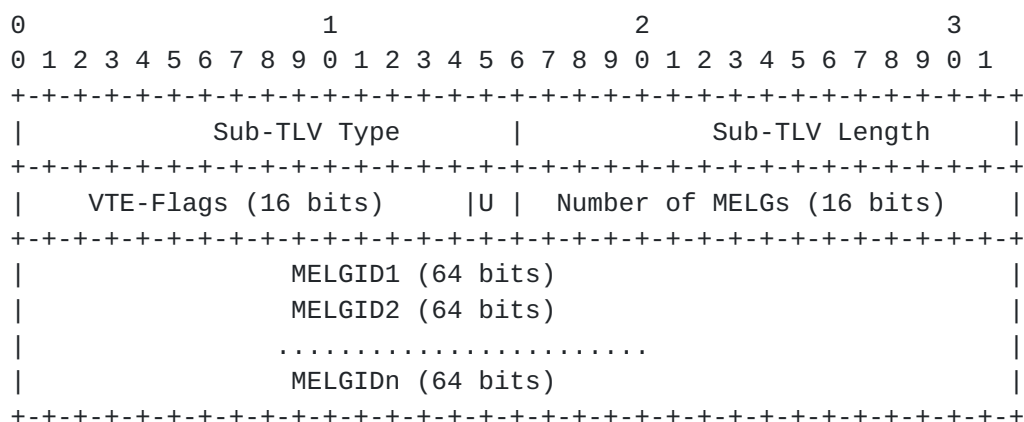 0                   1                   2                   3
0 1 2 3 4 5 6 7 8 9 0 1 2 3 4 5 6 7 8 9 0 1 2 3 4 5 6 7 8 9 0 1
+-+-+-+-+-+-+-+-+-+-+-+-+-+-+-+-+-+-+-+-+-+-+-+-+-+-+-+-+-+-+-+-+
|            Sub-TLV Type       |            Sub-TLV Length     |
+-+-+-+-+-+-+-+-+-+-+-+-+-+-+-+-+-+-+-+-+-+-+-+-+-+-+-+-+-+-+-+-+
|    VTE-Flags (16 bits)     |U |  Number of MELGs (16 bits)    |
+-+-+-+-+-+-+-+-+-+-+-+-+-+-+-+-+-+-+-+-+-+-+-+-+-+-+-+-+-+-+-+-+
|                 MELGID1 (64 bits)                             |
|                 MELGID2 (64 bits)                             |
|                ........................                       |
|                 MELGIDn (64 bits)                             |
+-+-+-+-+-+-+-+-+-+-+-+-+-+-+-+-+-+-+-+-+-+-+-+-+-+-+-+-+-+-+-+-+